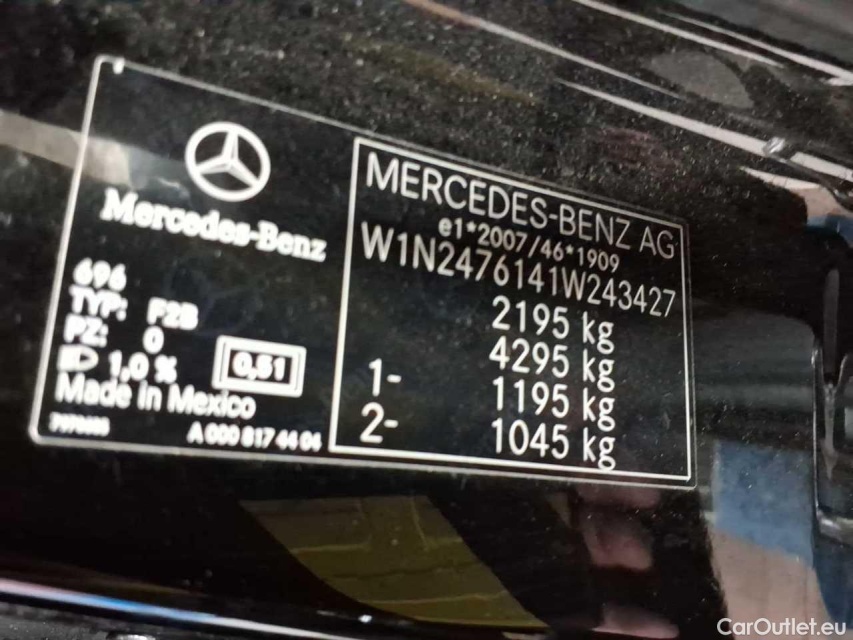 Mercedes-Benz
696
TYP: F2B
PZ: 0
1,0 %
0,51
Made in Mexico
A 000 817 44 04
MERCEDES-BENZ AG
e1*2007/46*1909
W1N2476141W243427
2195 kg
4295 kg
1- 1195 kg
2- 1045 kg
CarOutlet.eu